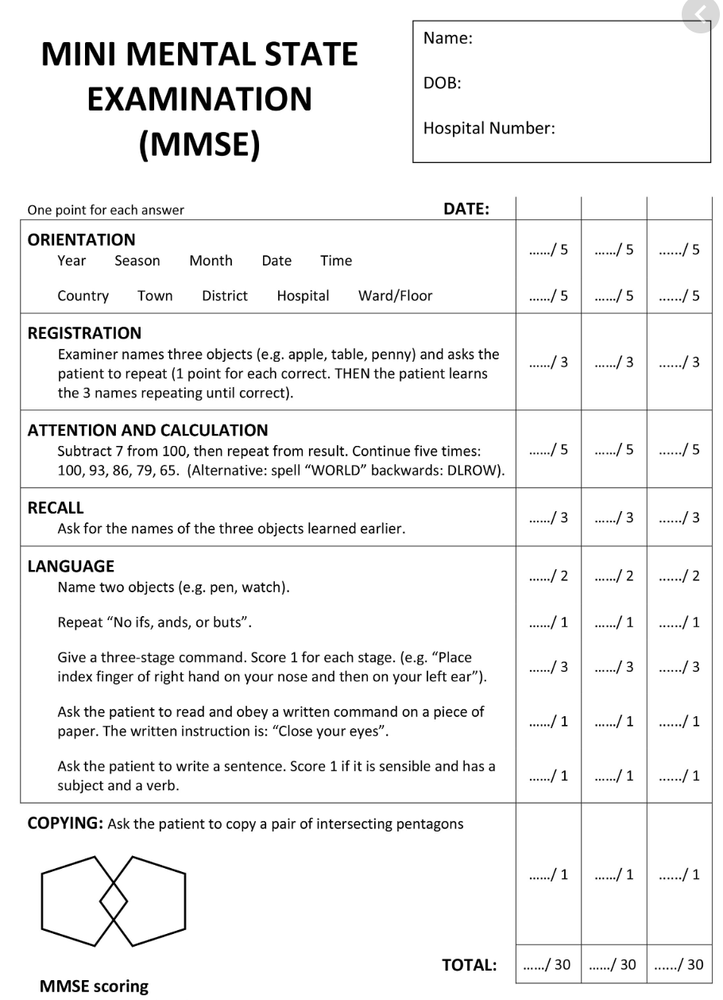 MINI MENTAL STATE
EXAMINATION
(MMSE)
Name:
DOB:
Hospital Number:
One point for each answer DATE:
ORIENTATION
Year Season Month Date Time ....../ 5 ....../ 5 ....../ 5
Country Town District Hospital Ward/Floor ....../ 5 ....../ 5 ....../ 5
REGISTRATION
Examiner names three objects (e.g. apple, table, penny) and asks the
patient to repeat (1 point for each correct. THEN the patient learns ....../ 3 ....../ 3 ....../ 3
the 3 names repeating until correct).
ATTENTION AND CALCULATION
Subtract 7 from 100, then repeat from result. Continue five times: ....../ 5 ....../ 5 ....../ 5
100, 93, 86, 79, 65. (Alternative: spell “WORLD” backwards: DLROW).
RECALL
Ask for the names of the three objects learned earlier. ....../ 3 ....../ 3 ....../ 3
LANGUAGE
Name two objects (e.g. pen, watch). ....../ 2 ....../ 2 ....../ 2
Repeat “No ifs, ands, or buts”. ....../ 1 ....../ 1 ....../ 1
Give a three-stage command. Score 1 for each stage. (e.g. “Place
index finger of right hand on your nose and then on your left ear”). ....../ 3 ....../ 3 ....../ 3
Ask the patient to read and obey a written command on a piece of
paper. The written instruction is: “Close your eyes”. ....../ 1 ....../ 1 ....../ 1
Ask the patient to write a sentence. Score 1 if it is sensible and has a
subject and a verb. ....../ 1 ....../ 1 ....../ 1
COPYING: Ask the patient to copy a pair of intersecting pentagons
....../ 1 ....../ 1 ....../ 1
TOTAL: ....../ 30 ....../ 30 ....../ 30
MMSE scoring